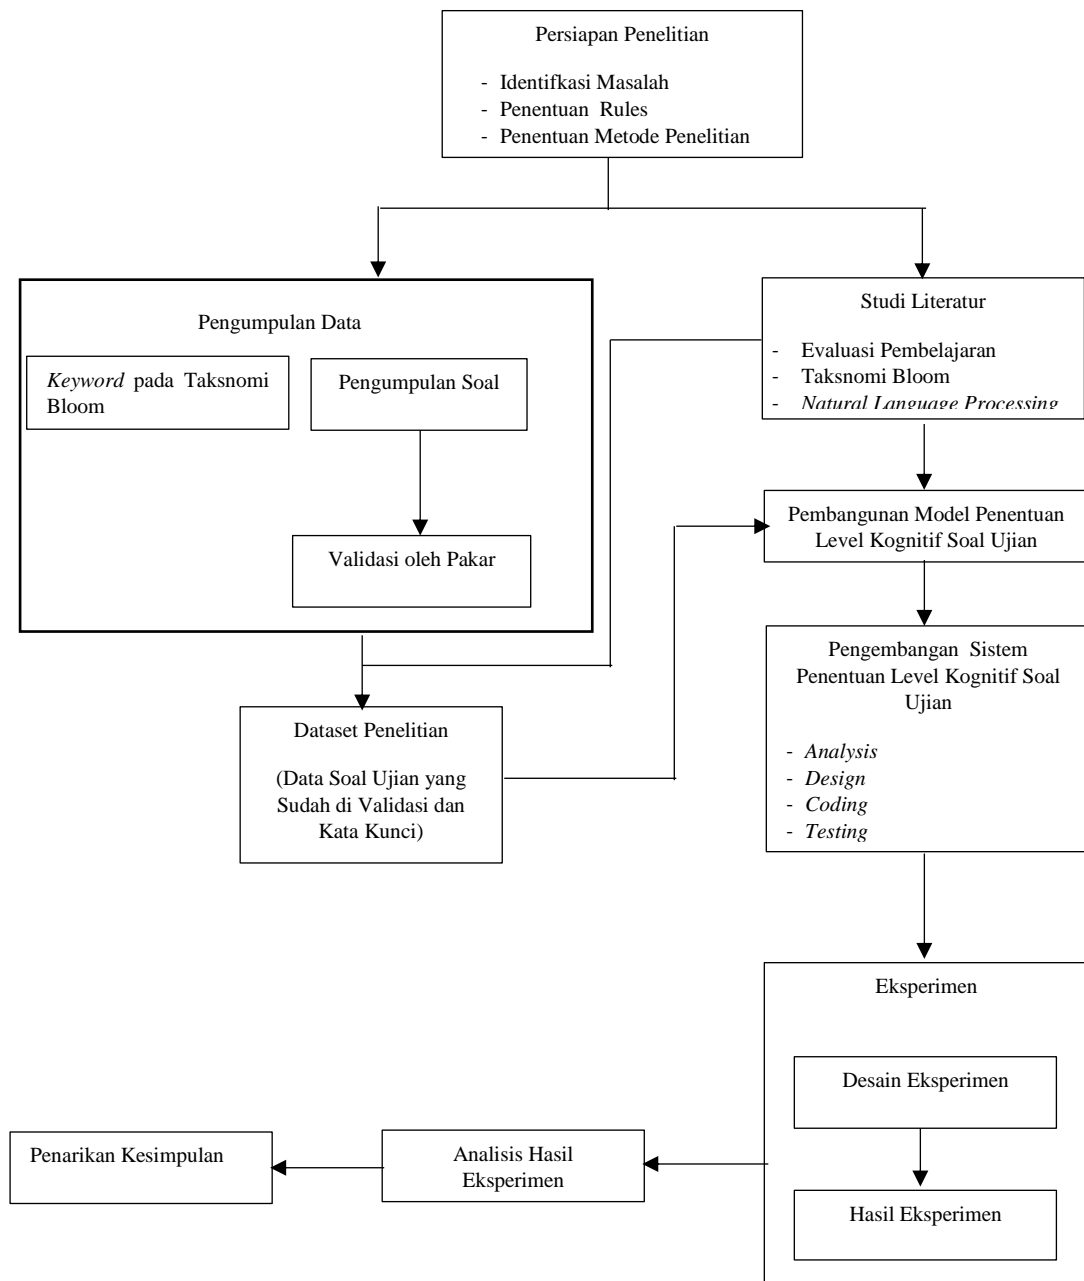 Persiapan Penelitian
- Identifkasi Masalah
- Penentuan Rules
- Penentuan Metode Penelitian
Pengumpulan Data
Keyword pada Taksnomi
Bloom
Pengumpulan Soal
Validasi oleh Pakar
Studi Literatur
- Evaluasi Pembelajaran
- Taksnomi Bloom
- Natural Language Processing
Pembangunan Model Penentuan
Level Kognitif Soal Ujian
Pengembangan Sistem
Penentuan Level Kognitif Soal
Ujian
- Analysis
- Design
- Coding
- Testing
Dataset Penelitian
(Data Soal Ujian yang
Sudah di Validasi dan
Kata Kunci)
Eksperimen
Desain Eksperimen
Hasil Eksperimen
Analisis Hasil
Eksperimen
Penarikan Kesimpulan